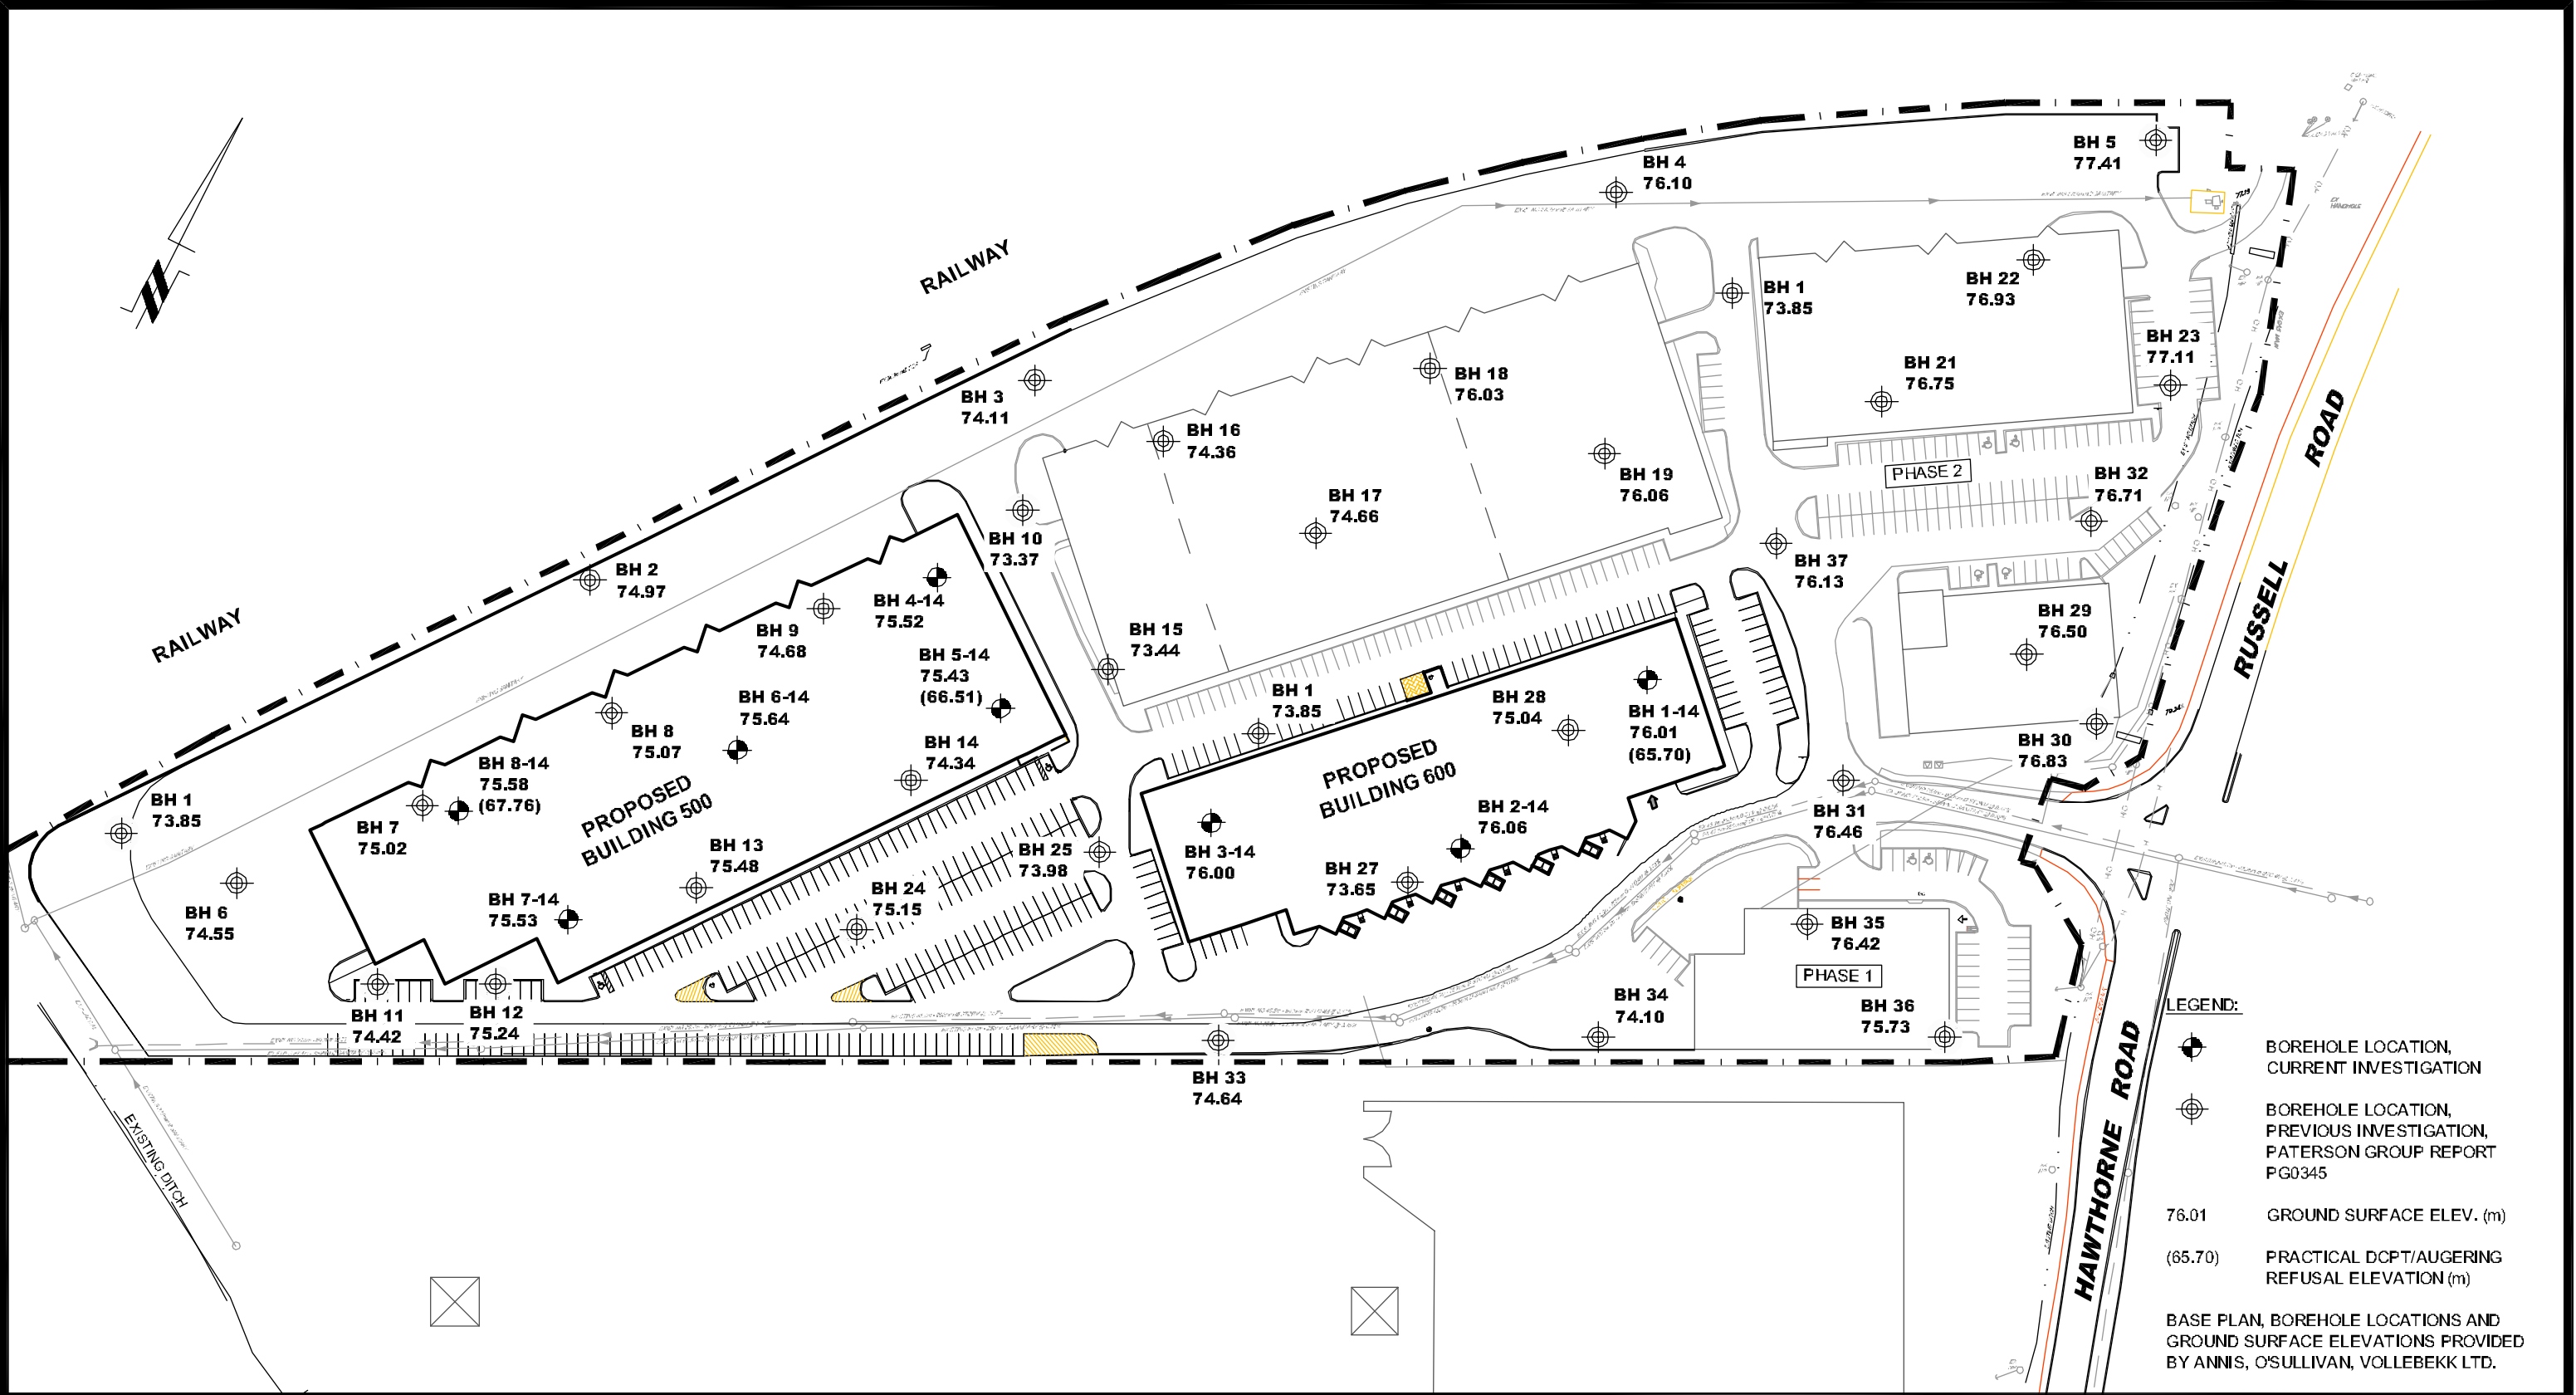 BH 5
77.41
BH 4
76.10
RAILWAY
BH 1
73.85
BH 22
76.93
BH 23
77.11
BH 21
76.75
BH 3
74.11
BH 18
76.03
BH 16
74.36
BH 19
76.06
PHASE 2
BH 32
76.71
BH 17
74.66
BH 10
73.37
BH 37
76.13
BH 2
74.97
RUSSELL ROAD
RAILWAY
BH 4-14
75.52
BH 9
74.68
BH 15
73.44
BH 29
76.50
BH 5-14
75.43
(66.51)
BH 6-14
75.64
BH 1
73.85
BH 28
75.04
BH 1-14
76.01
(65.70)
BH 8
75.07
BH 14
74.34
BH 30
76.83
BH 8-14
75.58
(67.76)
PROPOSED
BUILDING 500
PROPOSED
BUILDING 600
BH 1
73.85
BH 7
75.02
BH 2-14
76.06
BH 31
76.46
BH 13
75.48
BH 25
73.98
BH 3-14
76.00
BH 27
73.65
BH 24
75.15
BH 7-14
75.53
BH 6
74.55
BH 35
76.42
PHASE 1
BH 11
74.42
BH 12
75.24
BH 34
74.10
BH 36
75.73
BH 33
74.64
EXISTING DITCH
HAWTHORNE ROAD
LEGEND:
BOREHOLE LOCATION,
CURRENT INVESTIGATION
BOREHOLE LOCATION,
PREVIOUS INVESTIGATION,
PATERSON GROUP REPORT
PG0345
76.01 GROUND SURFACE ELEV. (m)
(65.70) PRACTICAL DCPT/AUGERING
REFUSAL ELEVATION (m)
BASE PLAN, BOREHOLE LOCATIONS AND
GROUND SURFACE ELEVATIONS PROVIDED
BY ANNIS, O'SULLIVAN, VOLLEBEKK LTD.